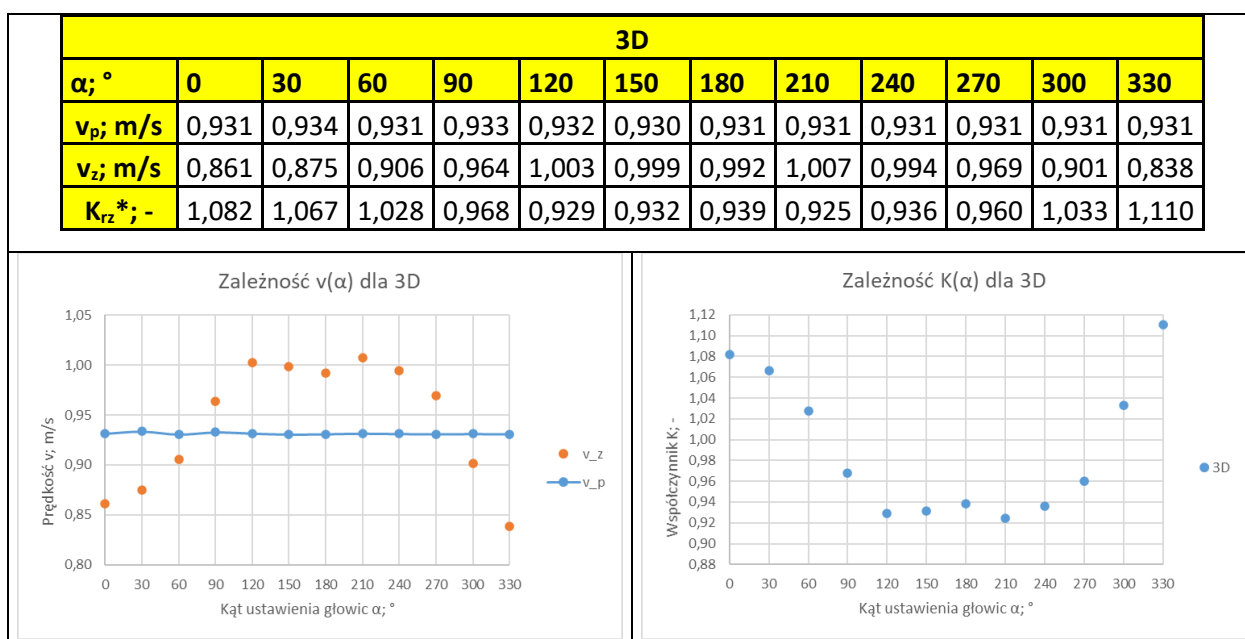 3D
α; ° 0 30 60 90 120 150 180 210 240 270 300 330
vₚ; m/s 0,931 0,934 0,931 0,933 0,932 0,930 0,931 0,931 0,931 0,931 0,931 0,931
v_z; m/s 0,861 0,875 0,906 0,964 1,003 0,999 0,992 1,007 0,994 0,969 0,901 0,838
K_rz*; - 1,082 1,067 1,028 0,968 0,929 0,932 0,939 0,925 0,936 0,960 1,033 1,110
Zależność v(α) dla 3D
Prędkość v; m/s
1,05
1,00
0,95
0,90
0,85
0,80
0 30 60 90 120 150 180 210 240 270 300 330
Kąt ustawienia głowic α; °
v_z
v_p
Zależność K(α) dla 3D
Współczynnik K; -
1,12
1,10
1,08
1,06
1,04
1,02
1,00
0,98
0,96
0,94
0,92
0,90
0,88
0 30 60 90 120 150 180 210 240 270 300 330
Kąt ustawienia głowic α; °
3D